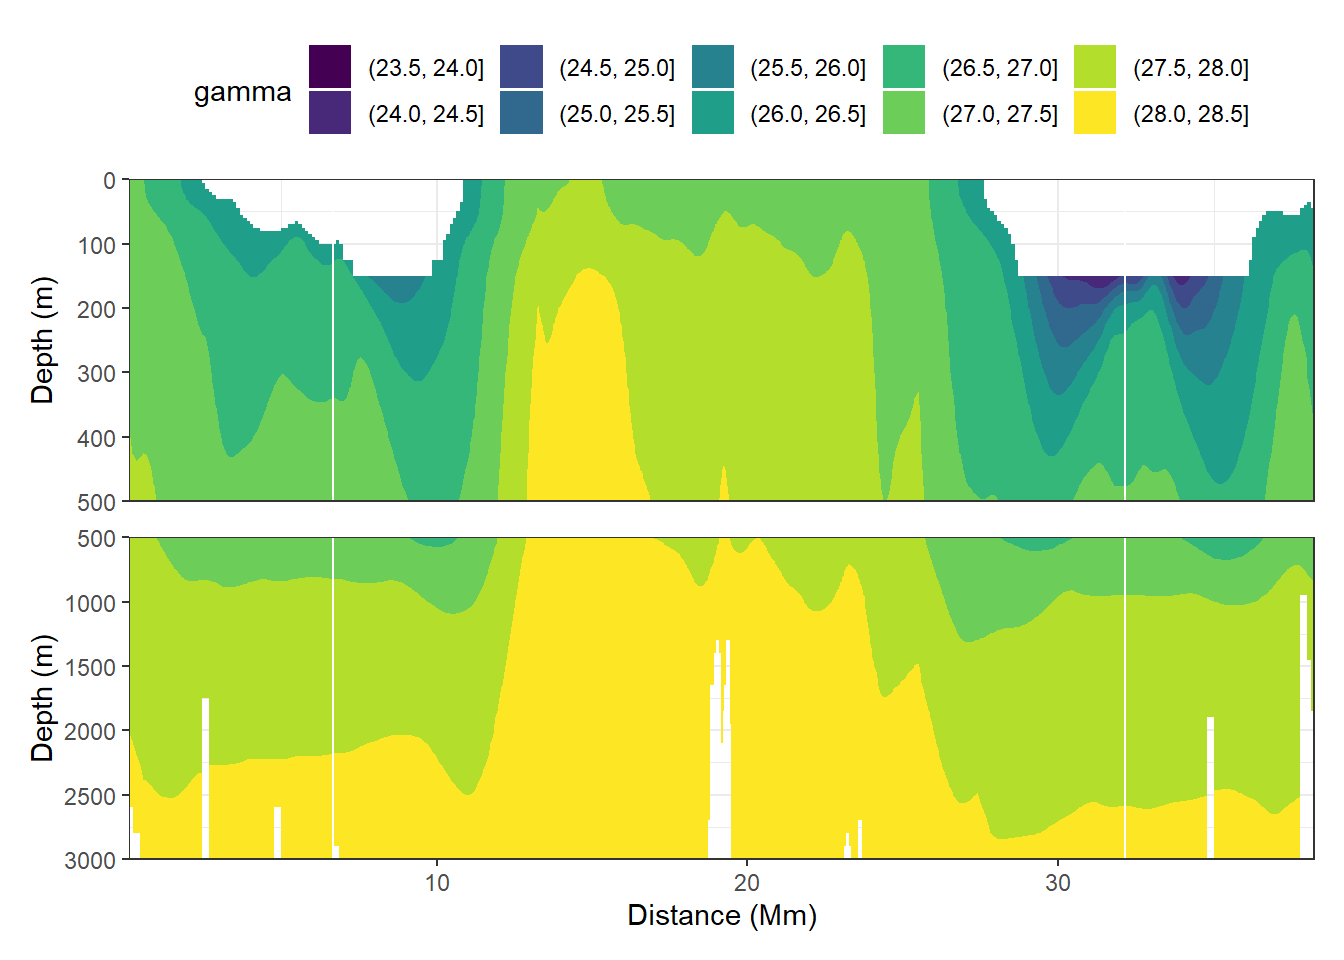 gamma
(23.5, 24.0] (24.5, 25.0] (25.5, 26.0] (26.5, 27.0] (27.5, 28.0]
(24.0, 24.5] (25.0, 25.5] (26.0, 26.5] (27.0, 27.5] (28.0, 28.5]
Depth (m)
0
100
200
300
400
500
Depth (m)
500
1000
1500
2000
2500
3000
10 20 30
Distance (Mm)